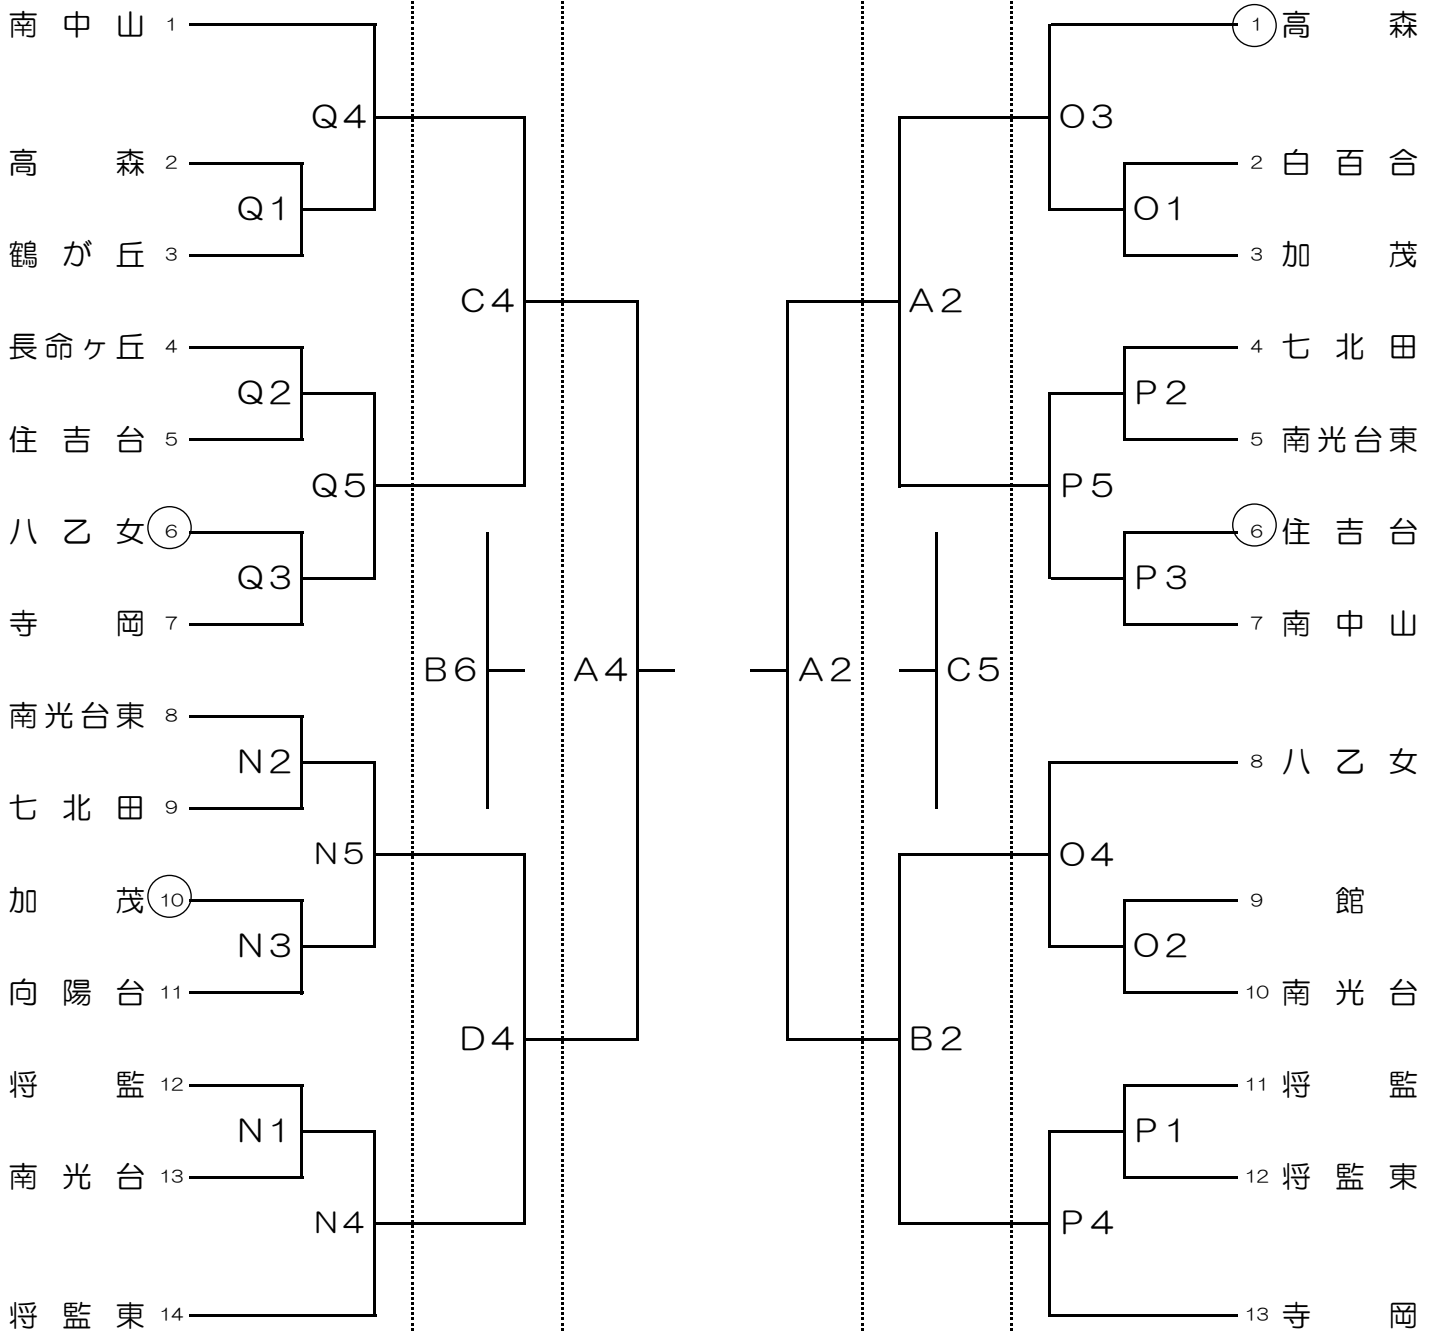 南中山 1
Q4
高森 2
Q1
鶴が丘 3
C4
長命ヶ丘 4
Q2
住吉台 5
Q5
八乙女 6
Q3
寺岡 7
B6
A4
南光台東 8
N2
七北田 9
N5
加茂 10
N3
向陽台 11
D4
将監 12
N1
南光台 13
N4
将監東 14
1 高森
O3
2 白百合
O1
3 加茂
A2
4 七北田
P2
5 南光台東
P5
6 住吉台
P3
7 南中山
A2
C5
8 八乙女
O4
9 館
O2
10 南光台
B2
11 将監
P1
12 将監東
P4
13 寺岡